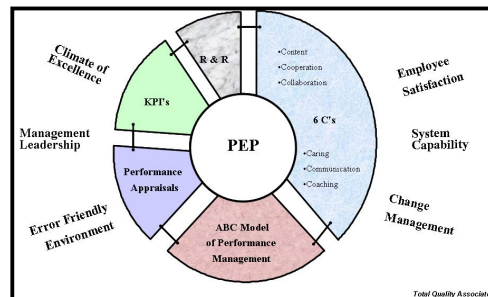 Climate of
Excellence
R & R
•Content
•Cooperation
•Collaboration
Employee
Satisfaction
KPI's
6 C's
Management
Leadership
PEP
System
Capability
Performance
Appraisals
•Caring
•Communication
•Coaching
Error Friendly
Environment
ABC Model
of Performance
Management
Change
Management
Total Quality Associate